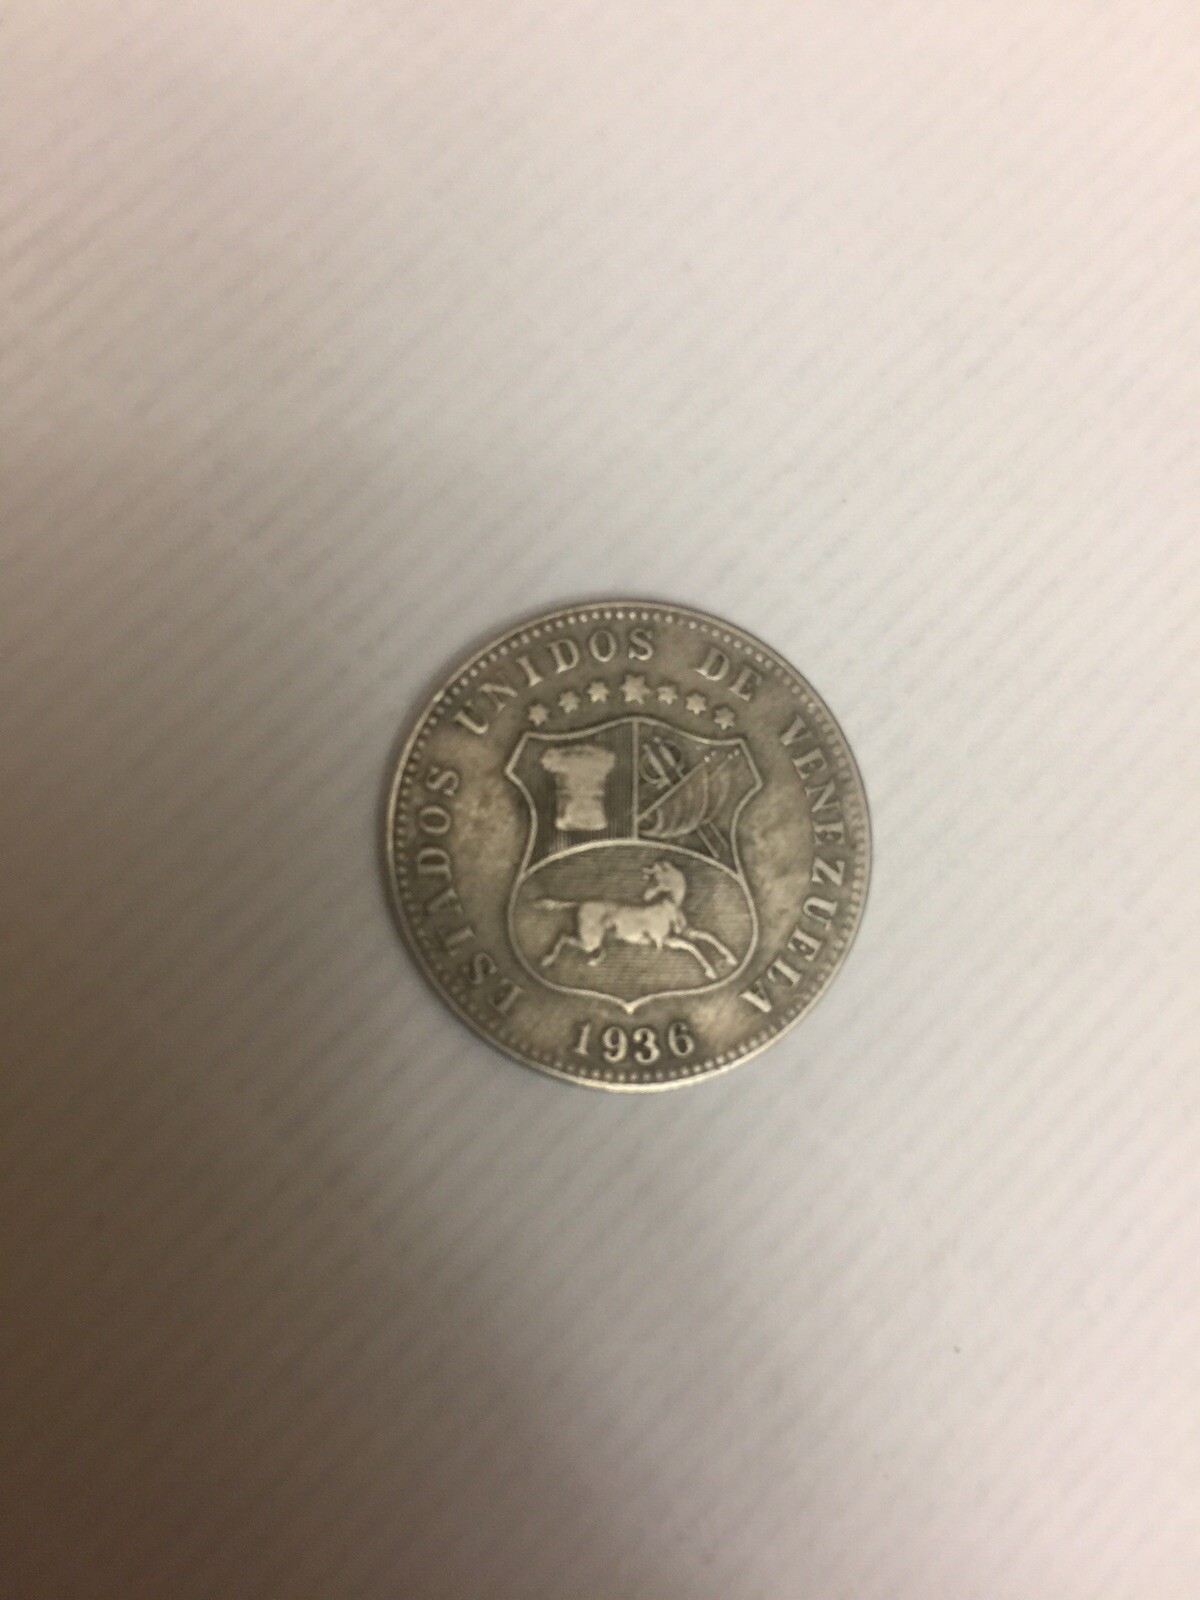 ESTADOS UNIDOS DE VENEZUELA
1936